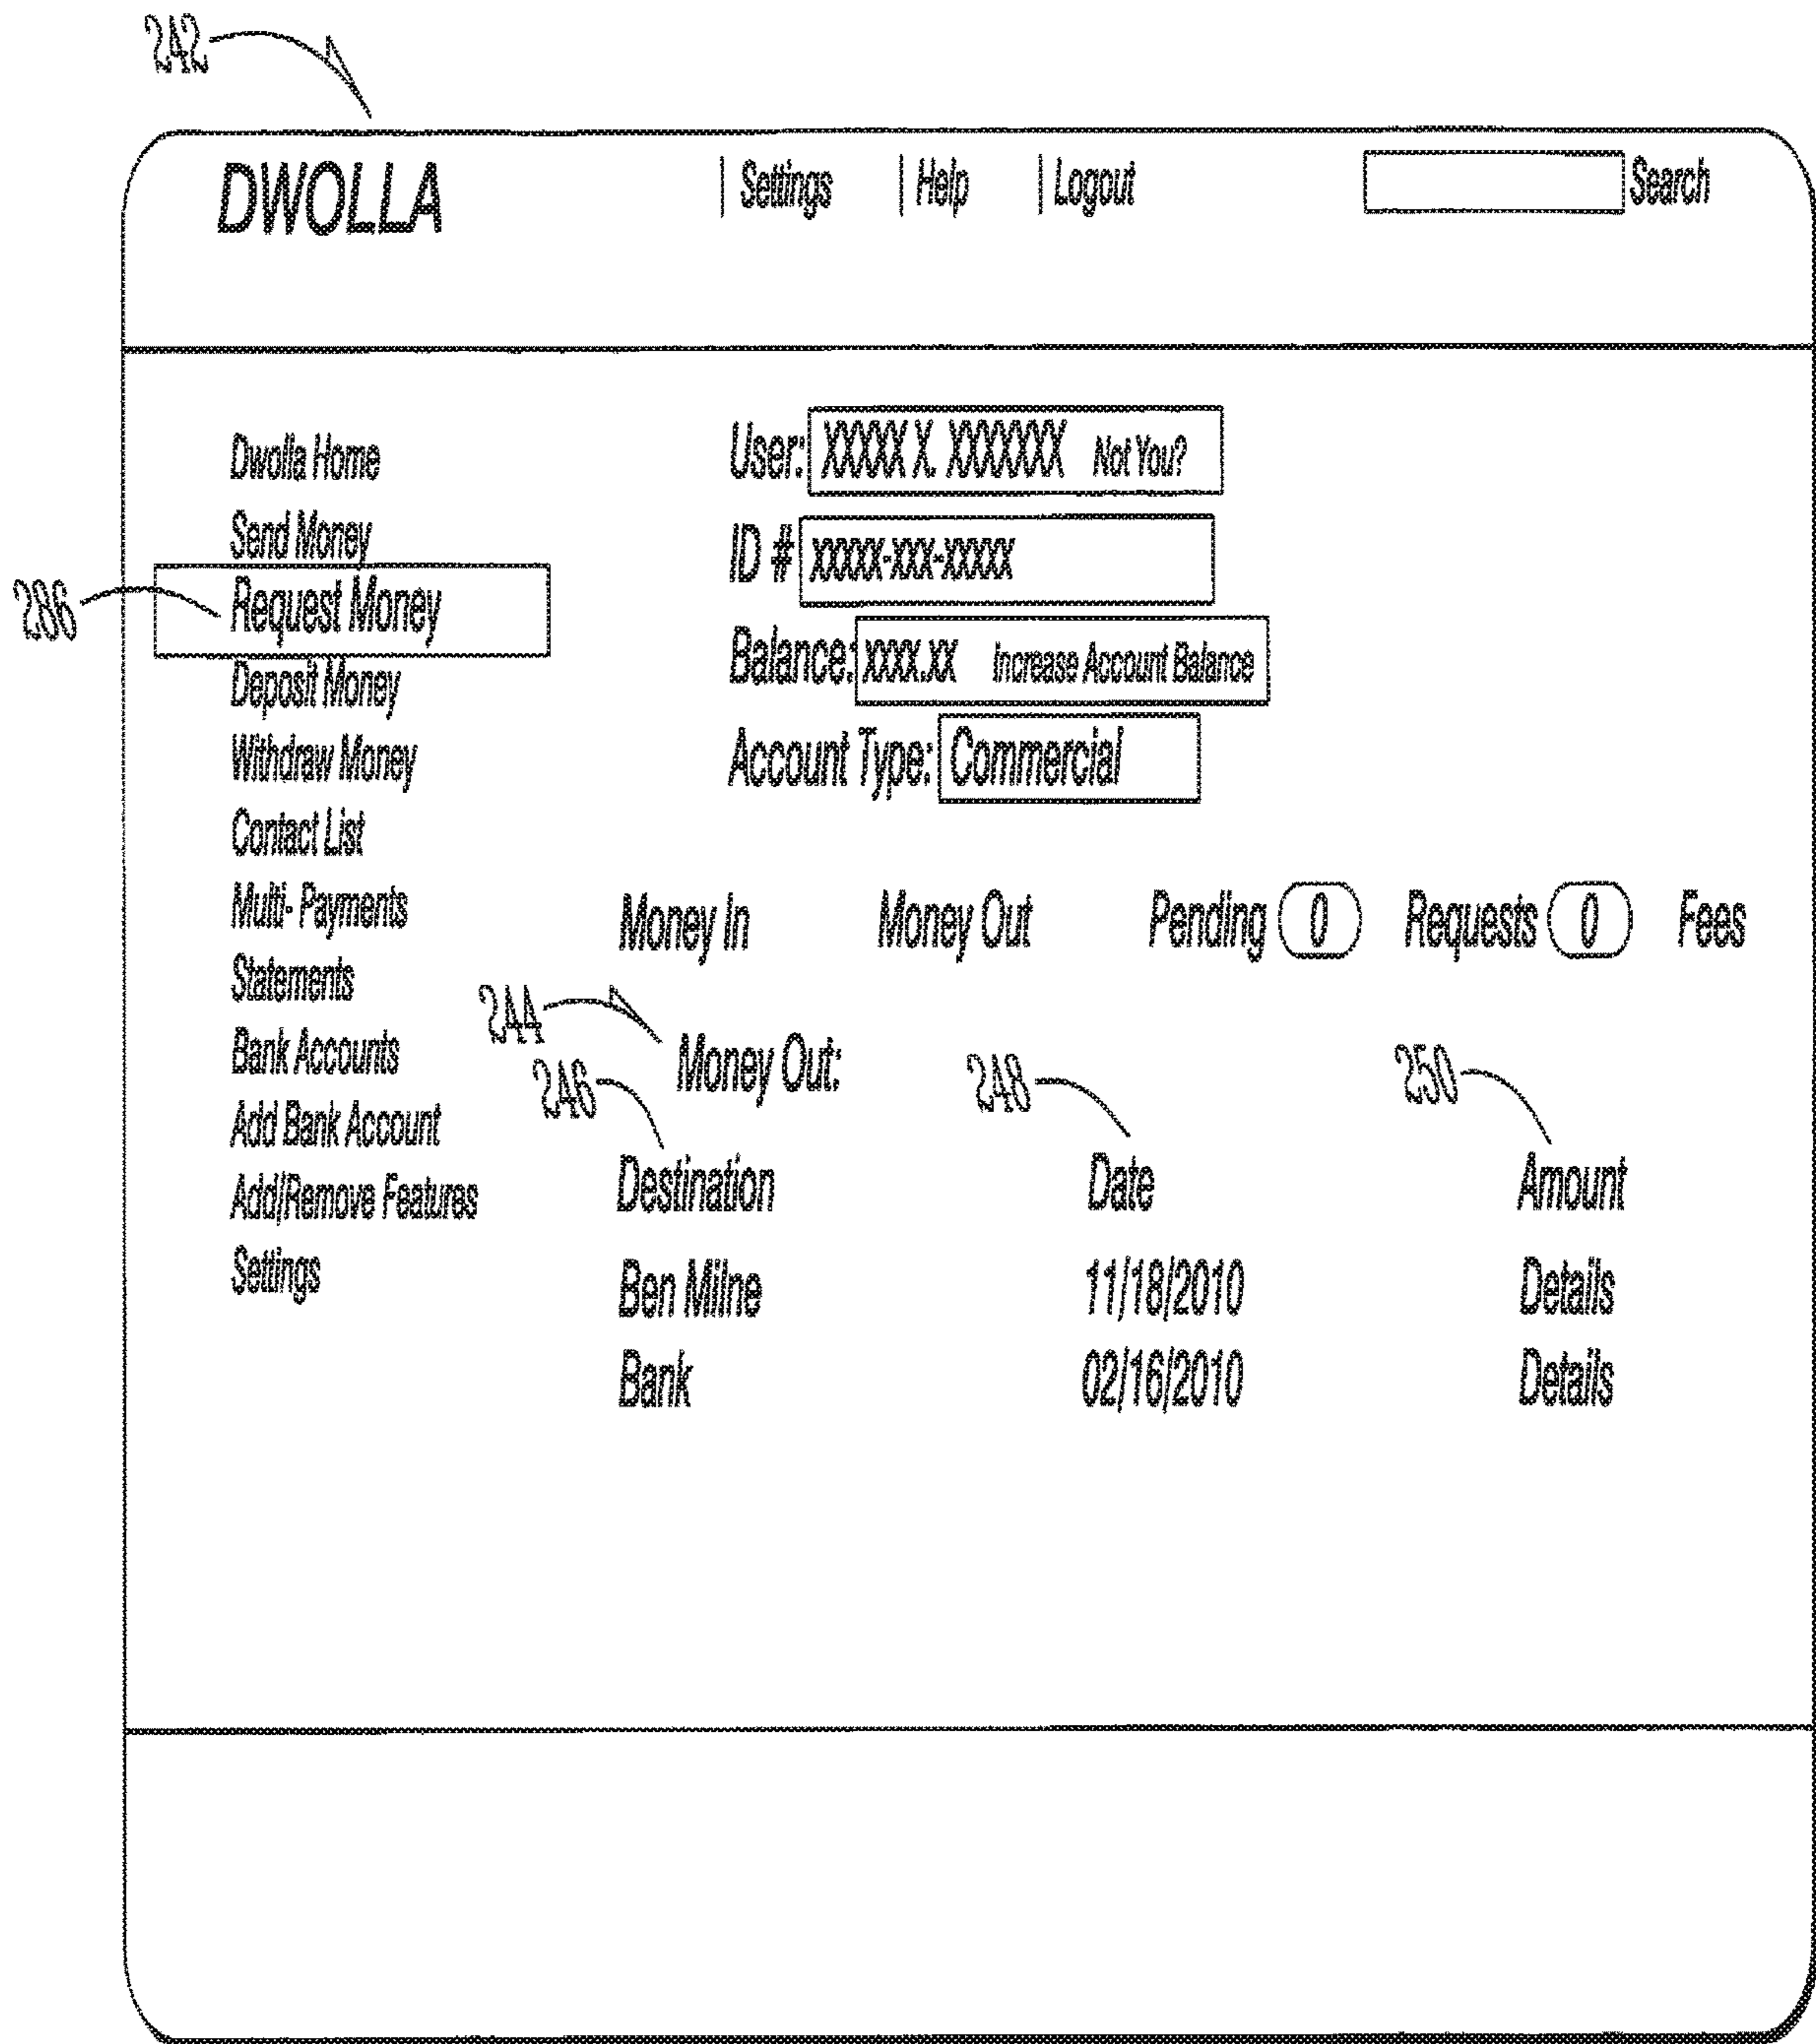 242
DWOLLA | Settings | Help | Logout Search
Dwolla Home
Send Money
286 Request Money
Deposit Money
Withdraw Money
Contact List
Multi- Payments
Statements
Bank Accounts
Add Bank Account
Add/Remove Features
Settings
User: XXXXX X. XXXXXXX Not You?
ID # xxxxx-xxx-xxxxx
Balance: xxxx.xx Increase Account Balance
Account Type: Commercial
Money In Money Out Pending 0 Requests 0 Fees
244 Money Out:
246 248 250
Destination Date Amount
Ben Milne 11/18/2010 Details
Bank 02/16/2010 Details